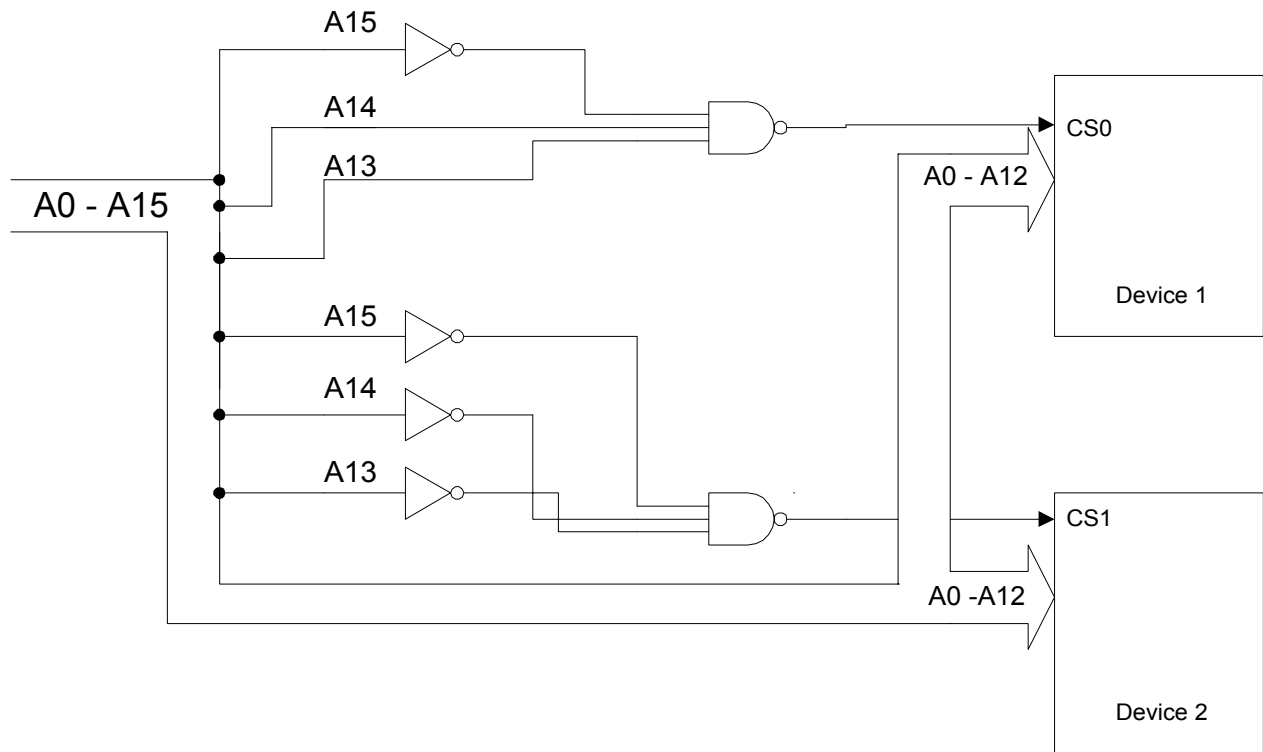 A15
A14
CS0
A13
A0 - A12
A0 - A15
Device 1
A15
A14
A13
CS1
A0 -A12
Device 2